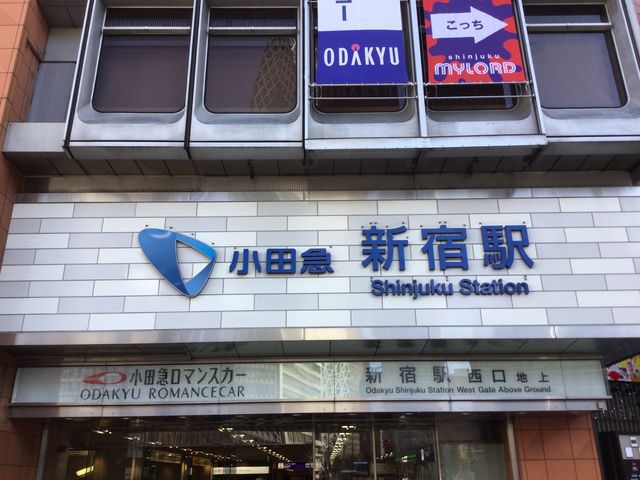 ー
ODAKYU
こっち
shinjuku
MYLORD
小田急 新宿駅
Shinjuku Station
小田急ロマンスカー
ODAKYU ROMANCECAR
新宿駅 西口 地上
Odakyu Shinjuku Station West Gate Above Ground